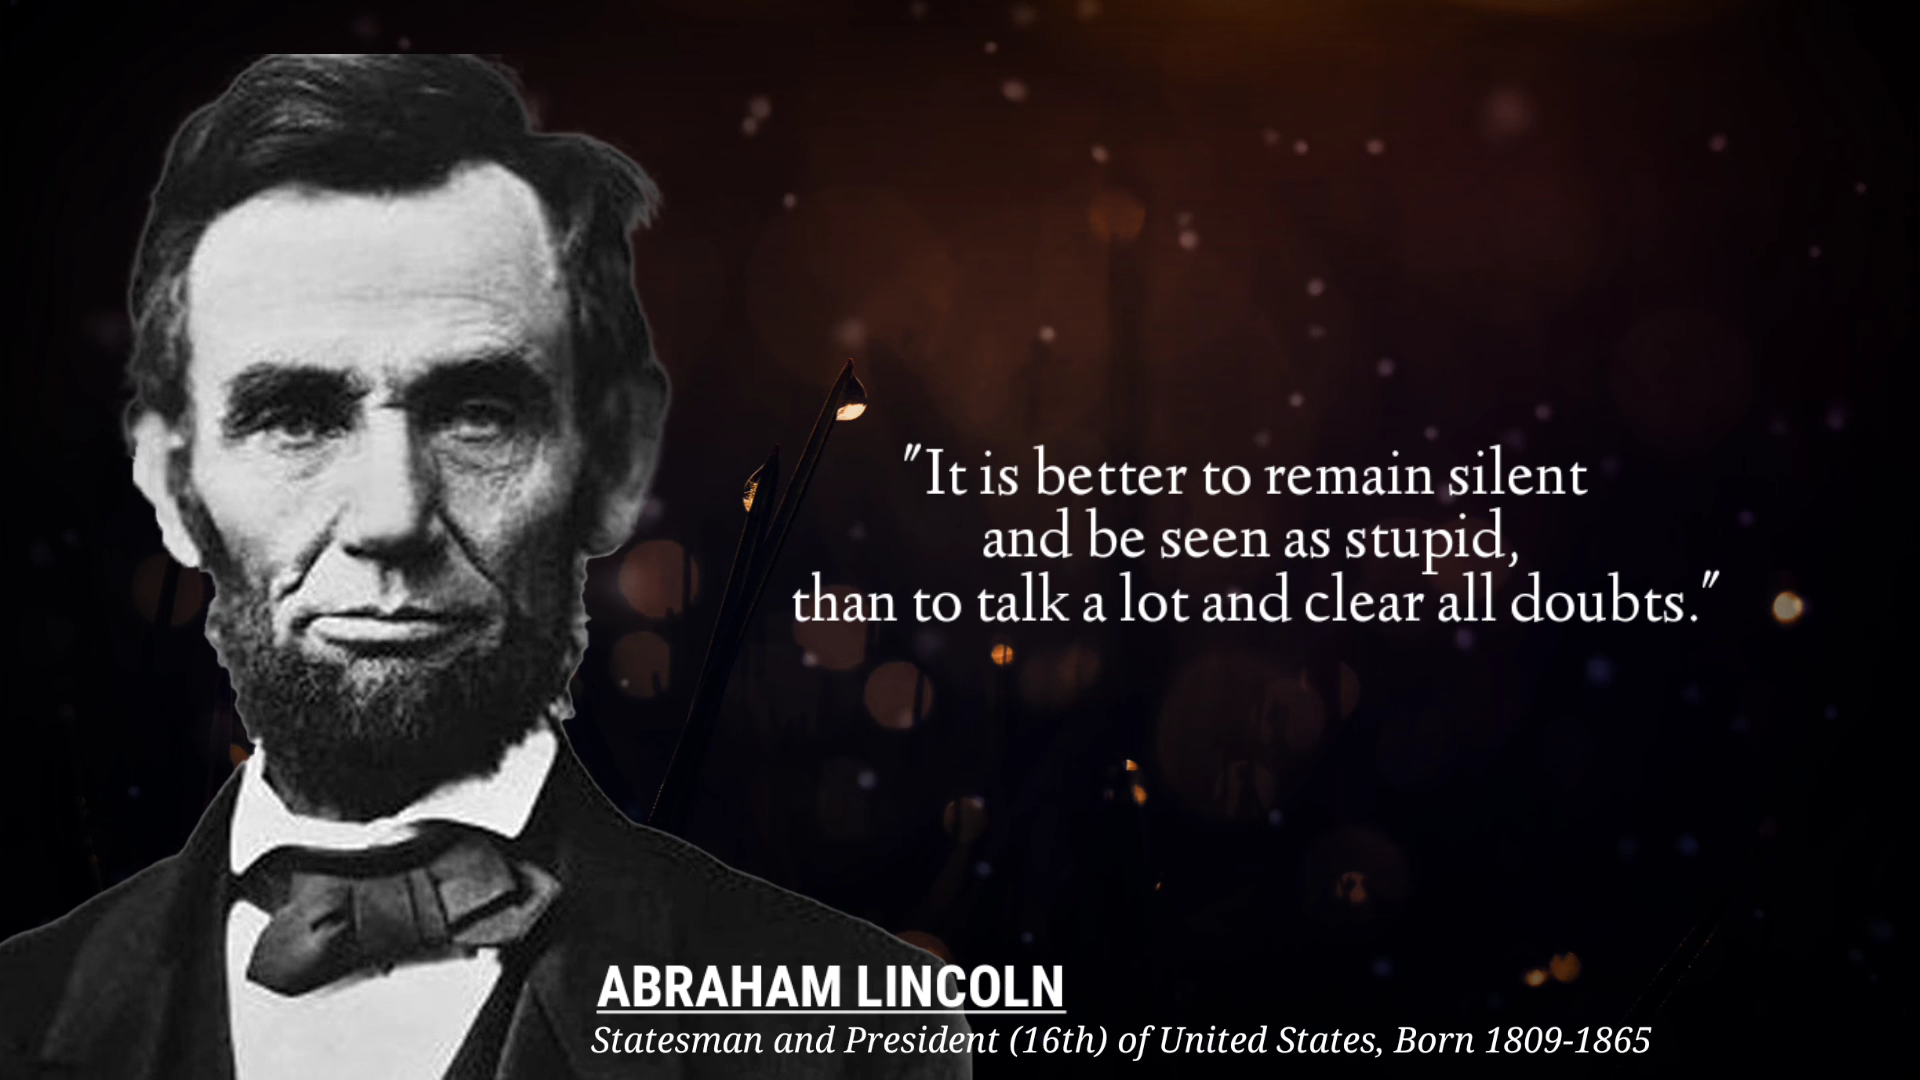 "It is better to remain silent
and be seen as stupid,
than to talk a lot and clear all doubts."
ABRAHAM LINCOLN
Statesman and President (16th) of United States, Born 1809-1865